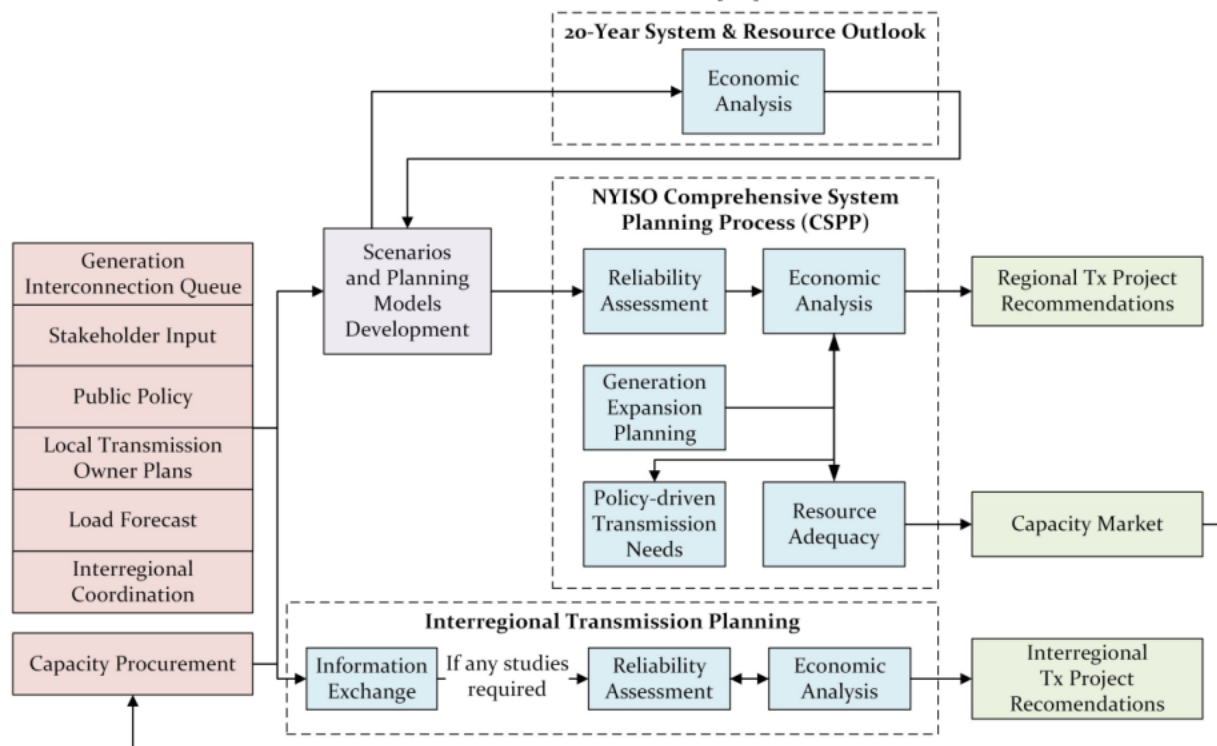 20-Year System & Resource Outlook
Economic
Analysis
NYISO Comprehensive System
Planning Process (CSPP)
Generation
Interconnection Queue
Stakeholder Input
Public Policy
Local Transmission
Owner Plans
Load Forecast
Interregional
Coordination
Capacity Procurement
Scenarios
and Planning
Models
Development
Reliability
Assessment
Economic
Analysis
Generation
Expansion
Planning
Policy-driven
Transmission
Needs
Resource
Adequacy
Regional Tx Project
Recommendations
Capacity Market
Interregional Transmission Planning
Information
Exchange
If any studies
required
Reliability
Assessment
Economic
Analysis
Interregional
Tx Project
Recomendations